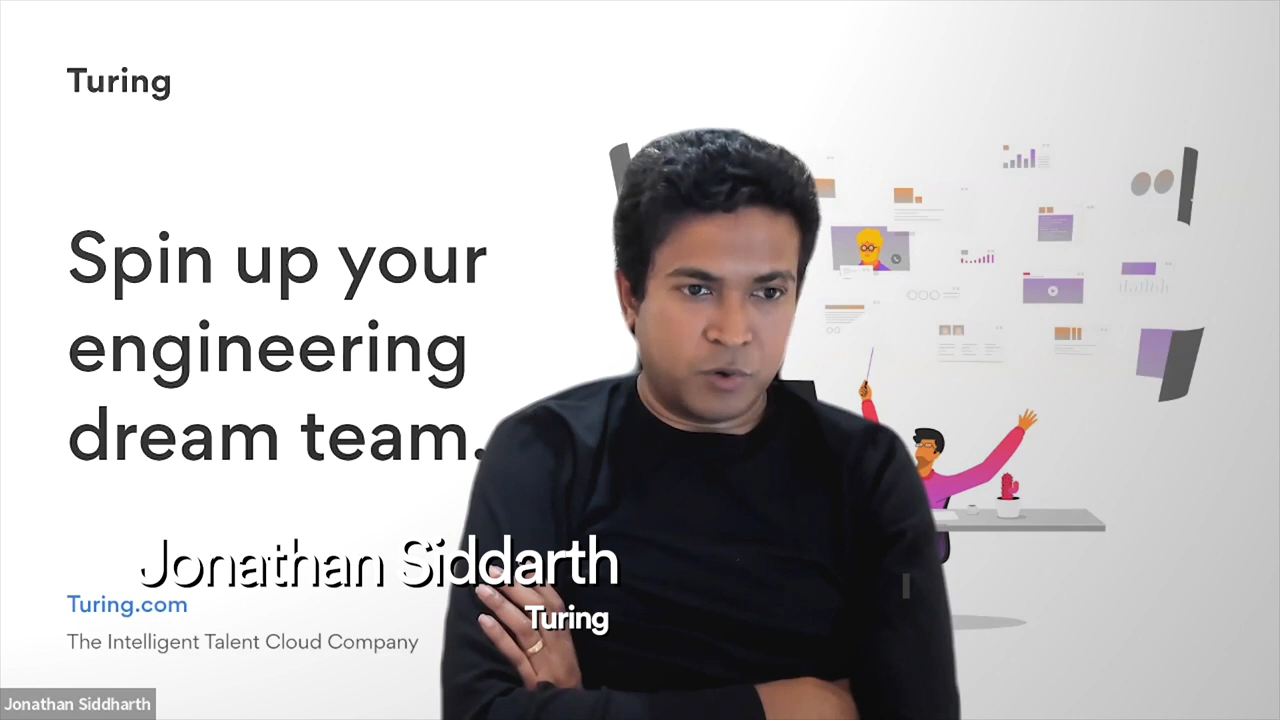 Turing
Spin up your
engineering
dream team.
Jonathan Siddarth
Turing
Turing.com
The Intelligent Talent Cloud Company
Jonathan Siddharth